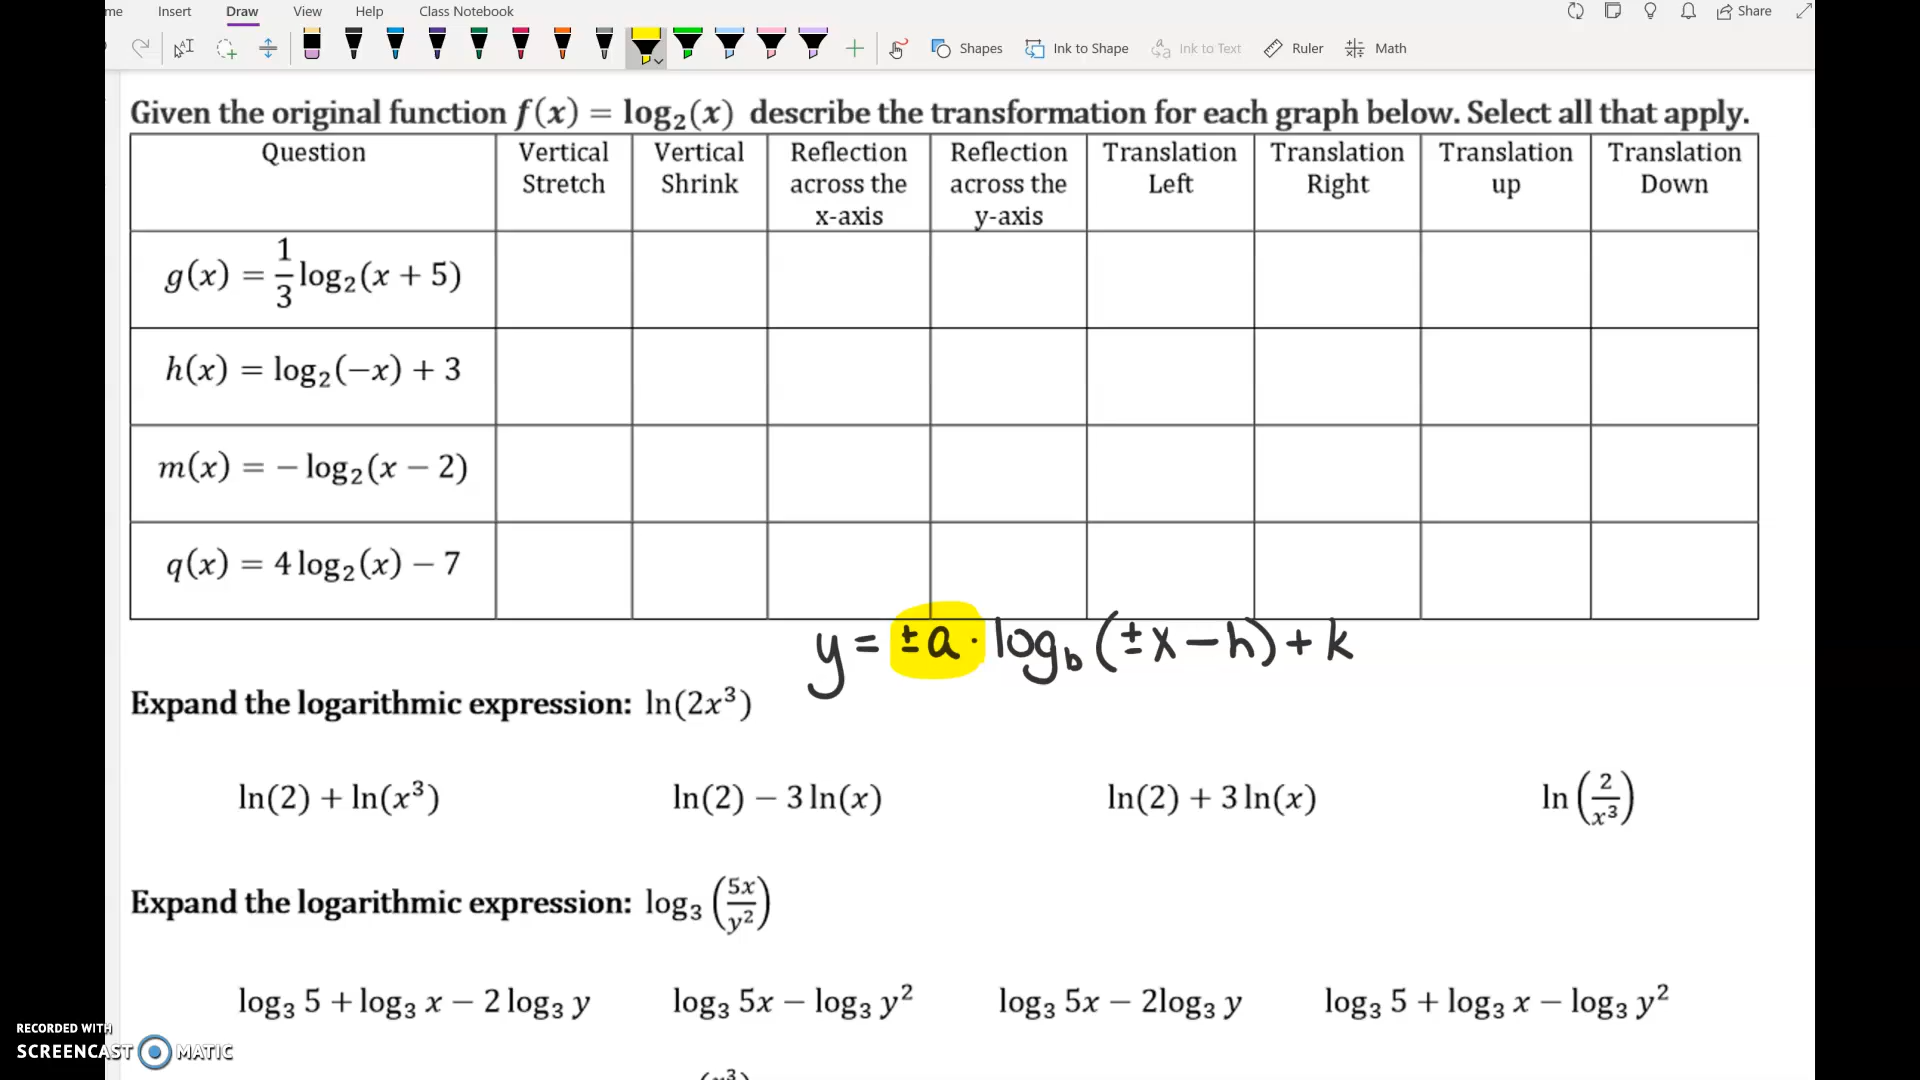 me Insert Draw View Help Class Notebook Share
Shapes Ink to Shape Ink to Text Ruler Math
Given the original function f(x) = log₂(x) describe the transformation for each graph below. Select all that apply.
Question Vertical Stretch Vertical Shrink Reflection across the x-axis Reflection across the y-axis Translation Left Translation Right Translation up Translation Down
g(x) = 1/3 log₂(x + 5)
h(x) = log₂(−x) + 3
m(x) = − log₂(x − 2)
q(x) = 4 log₂(x) − 7
y = ±a · log_b (±x − h) + k
Expand the logarithmic expression: ln(2x³)
ln(2) + ln(x³) ln(2) − 3 ln(x) ln(2) + 3 ln(x) ln(2/x³)
Expand the logarithmic expression: log₃ (5x/y²)
log₃ 5 + log₃ x − 2 log₃ y log₃ 5x − log₃ y² log₃ 5x − 2log₃ y log₃ 5 + log₃ x − log₃ y²
RECORDED WITH
SCREENCAST MATIC